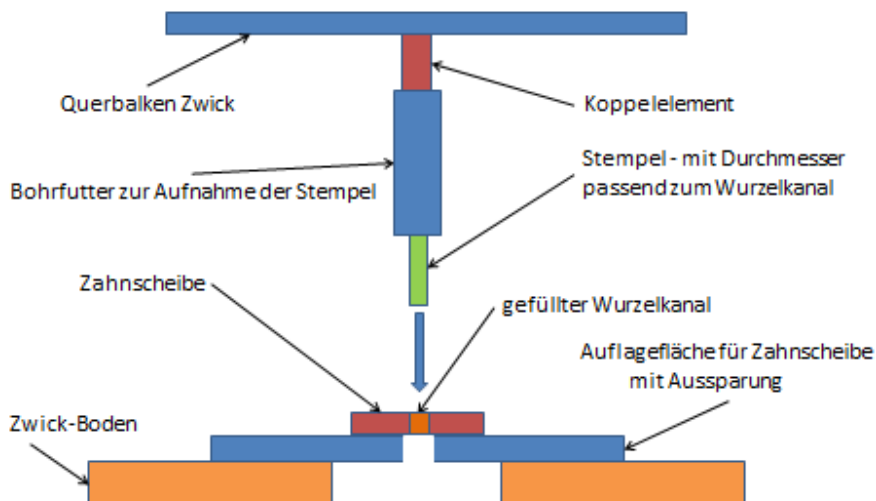 Querbalken Zwick
Koppelelement
Bohrfutter zur Aufnahme der Stempel
Stempel - mit Durchmesser
passend zum Wurzelkanal
Zahnscheibe
gefüllter Wurzelkanal
Auflagefläche für Zahnscheibe
mit Aussparung
Zwick-Boden